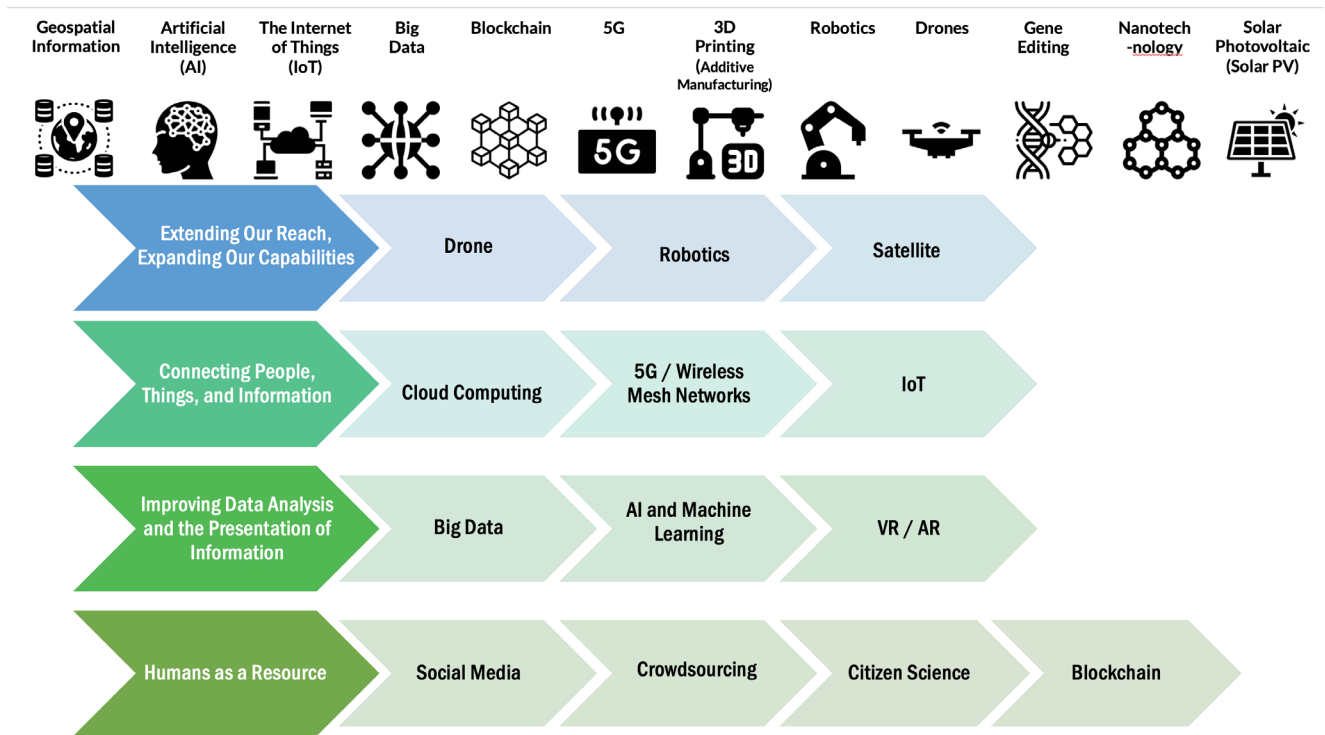 Geospatial
Information
Artificial
Intelligence
(AI)
The Internet
of Things
(IoT)
Big
Data
Blockchain
5G
3D
Printing
(Additive
Manufacturing)
Robotics
Drones
Gene
Editing
Nanotech
-nology
Solar
Photovoltaic
(Solar PV)
5G
3D
Extending Our Reach,
Expanding Our Capabilities
Drone
Robotics
Satellite
Connecting People,
Things, and Information
Cloud Computing
5G / Wireless
Mesh Networks
IoT
Improving Data Analysis
and the Presentation of
Information
Big Data
AI and Machine
Learning
VR / AR
Humans as a Resource
Social Media
Crowdsourcing
Citizen Science
Blockchain